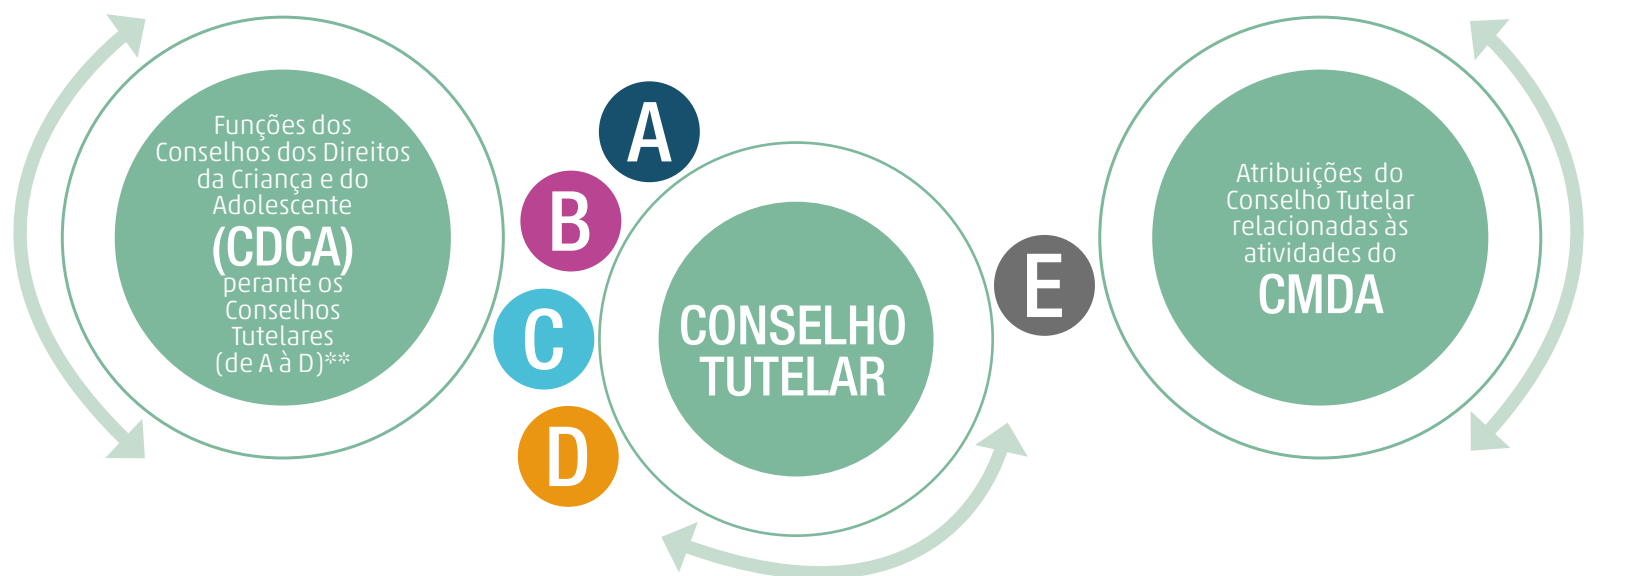 Funções dos
Conselhos dos Direitos
da Criança e do
Adolescente
(CDCA)
perante os
Conselhos
Tutelares
(de A à D)**
A
B
C
D
CONSELHO
TUTELAR
E
Atribuições do
Conselho Tutelar
relacionadas às
atividades do
CMDA